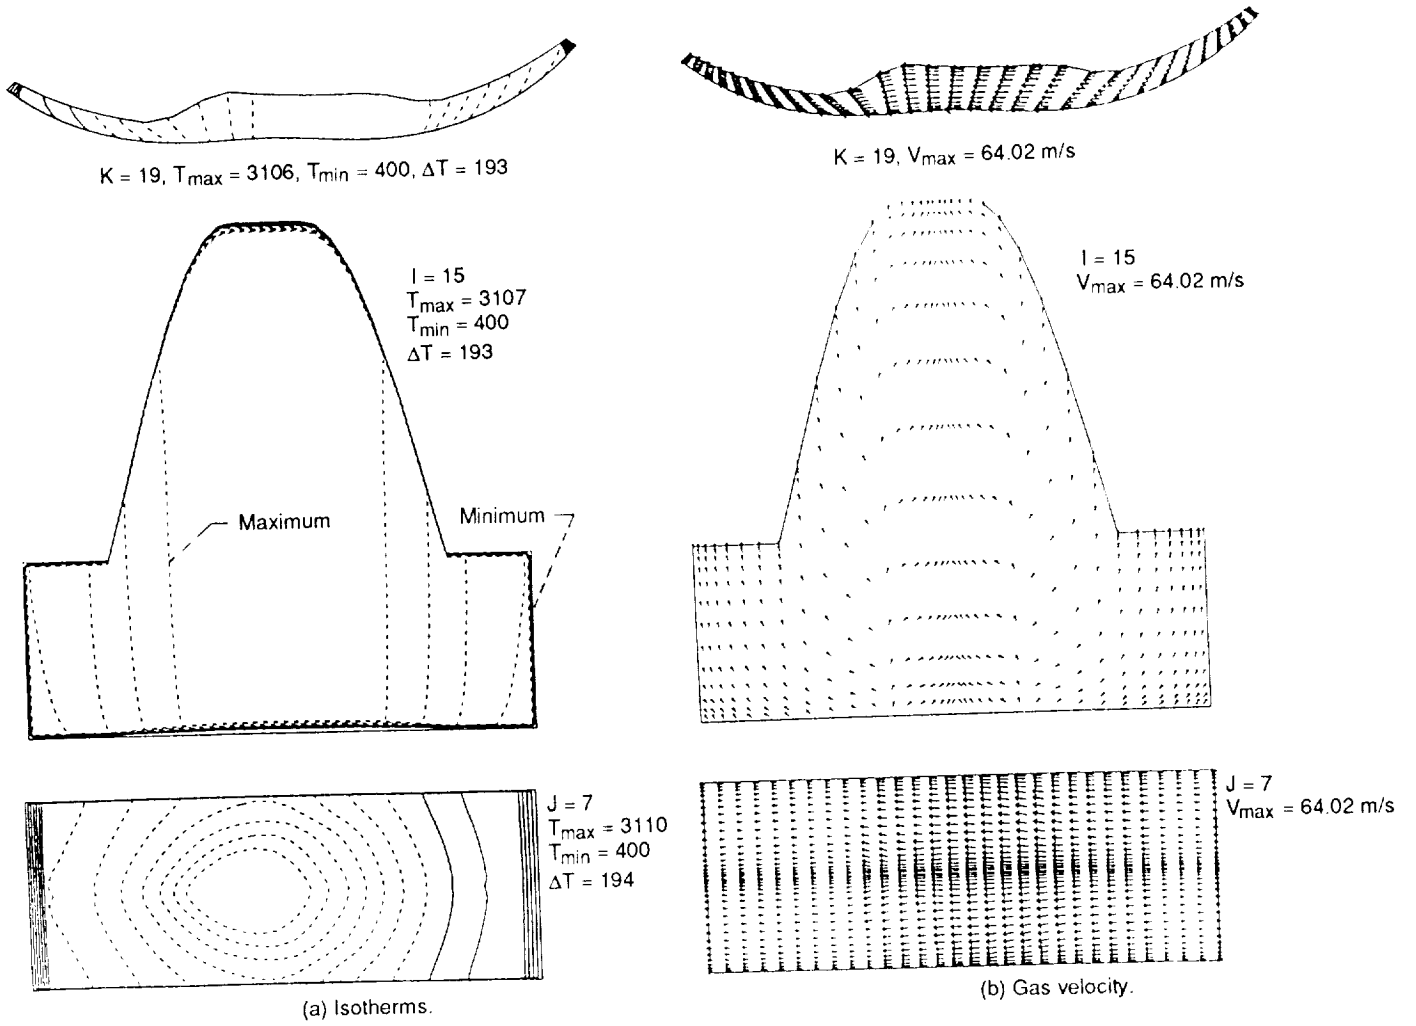 K = 19, Tmax = 3106, Tmin = 400, ΔT = 193
I = 15
Tmax = 3107
Tmin = 400
ΔT = 193
Maximum
Minimum
J = 7
Tmax = 3110
Tmin = 400
ΔT = 194
(a) Isotherms.
K = 19, Vmax = 64.02 m/s
I = 15
Vmax = 64.02 m/s
J = 7
Vmax = 64.02 m/s
(b) Gas velocity.